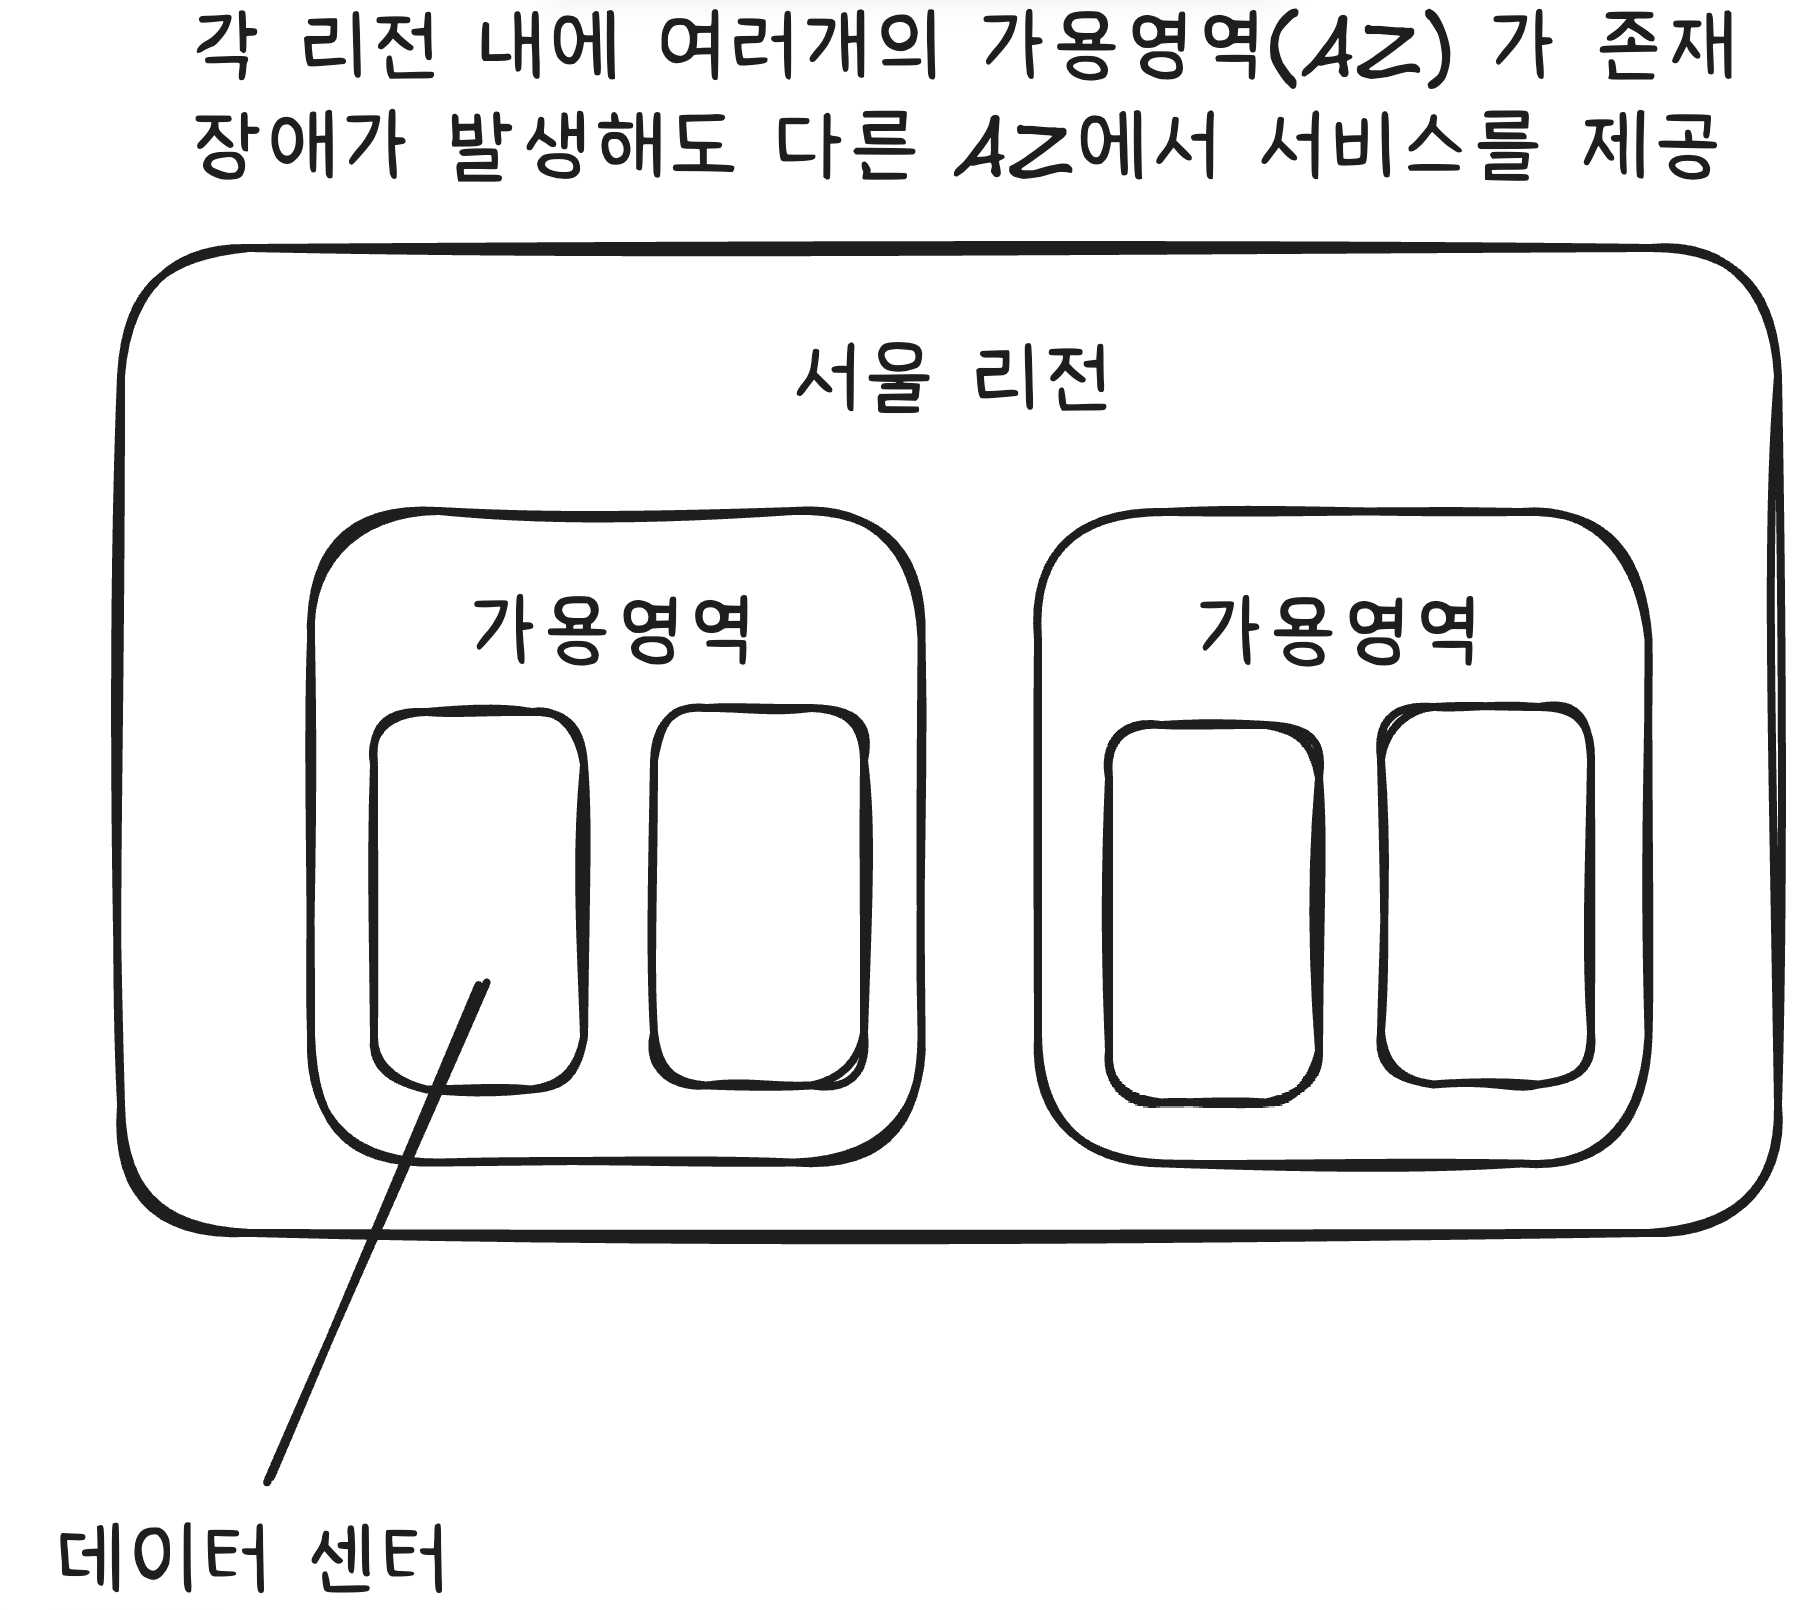 각 리전 내에 여러개의 가용영역(AZ) 가 존재
장애가 발생해도 다른 AZ에서 서비스를 제공
서울 리전
가용영역
가용영역
데이터 센터